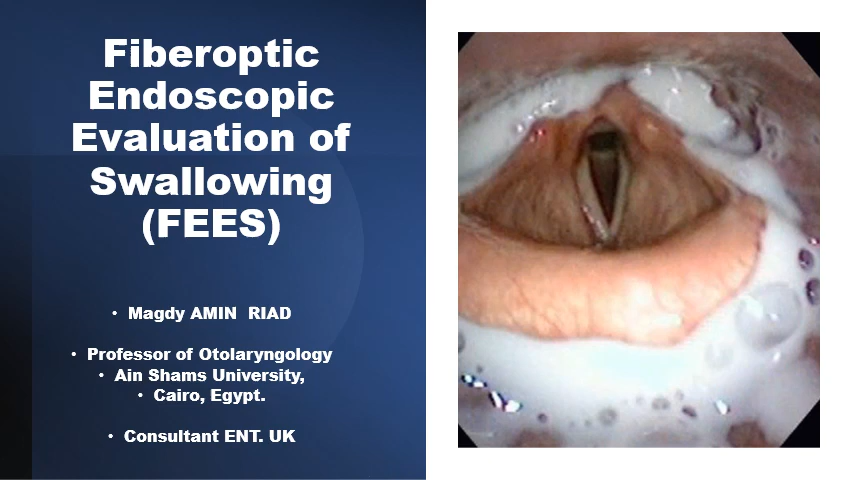 Fiberoptic
Endoscopic
Evaluation of
Swallowing
(FEES)
• Magdy AMIN RIAD
• Professor of Otolaryngology
• Ain Shams University,
• Cairo, Egypt.
• Consultant ENT. UK